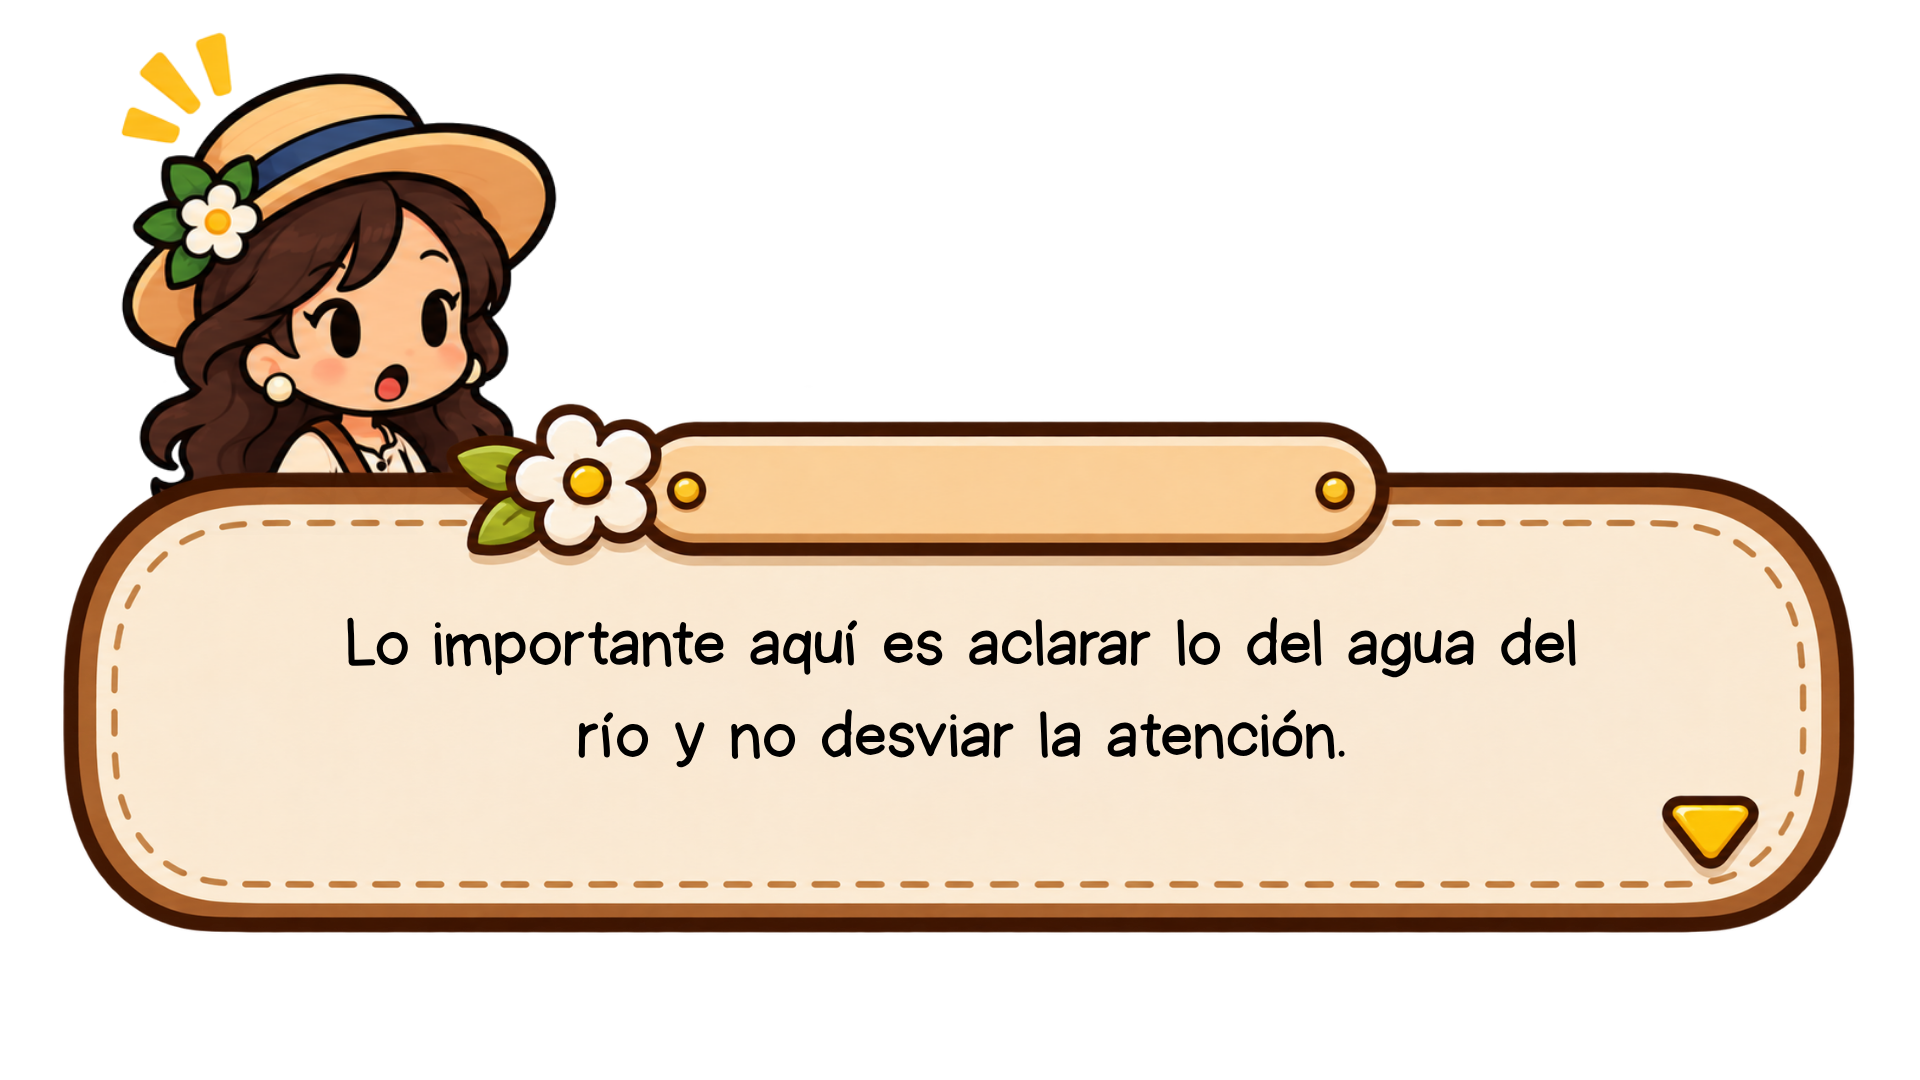 Lo importante aquí es aclarar lo del agua del
río y no desviar la atención.